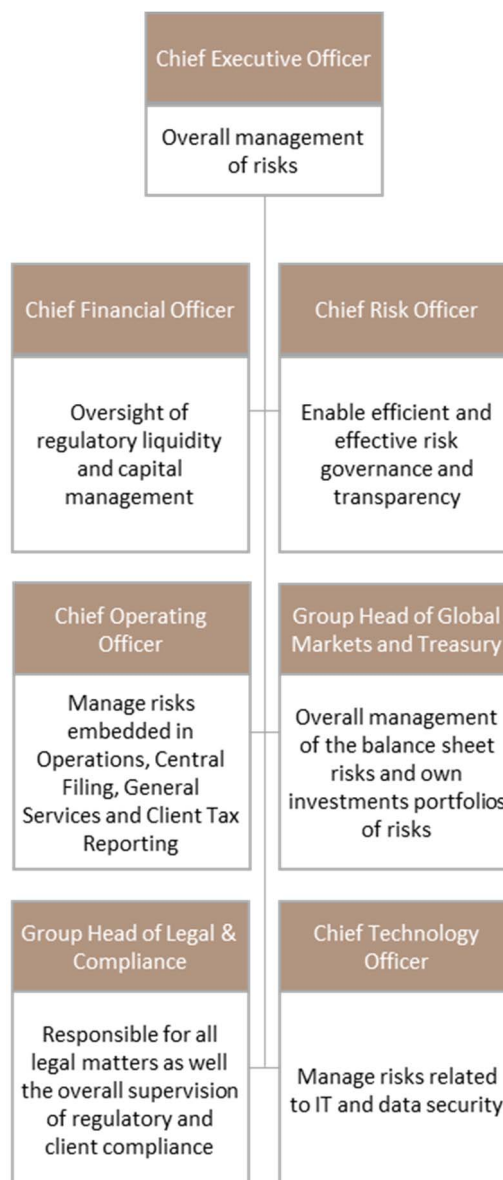 Chief Executive Officer
Overall management
of risks
Chief Financial Officer
Oversight of
regulatory liquidity
and capital
management
Chief Risk Officer
Enable efficient and
effective risk
governance and
transparency
Chief Operating
Officer
Manage risks
embedded in
Operations, Central
Filing, General
Services and Client Tax
Reporting
Group Head of Global
Markets and Treasury
Overall management
of the balance sheet
risks and own
investments portfolios
of risks
Group Head of Legal &
Compliance
Responsible for all
legal matters as well
the overall supervision
of regulatory and
client compliance
Chief Technology
Officer
Manage risks related
to IT and data security